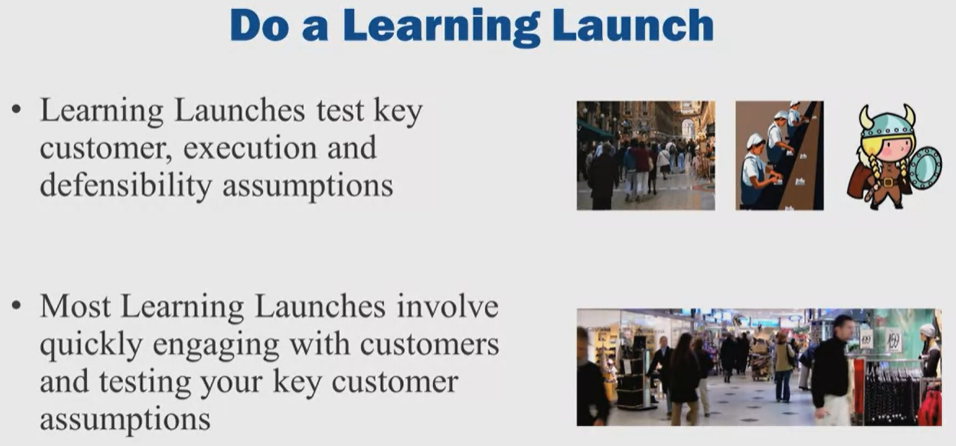 Do a Learning Launch
• Learning Launches test key
customer, execution and
defensibility assumptions
• Most Learning Launches involve
quickly engaging with customers
and testing your key customer
assumptions